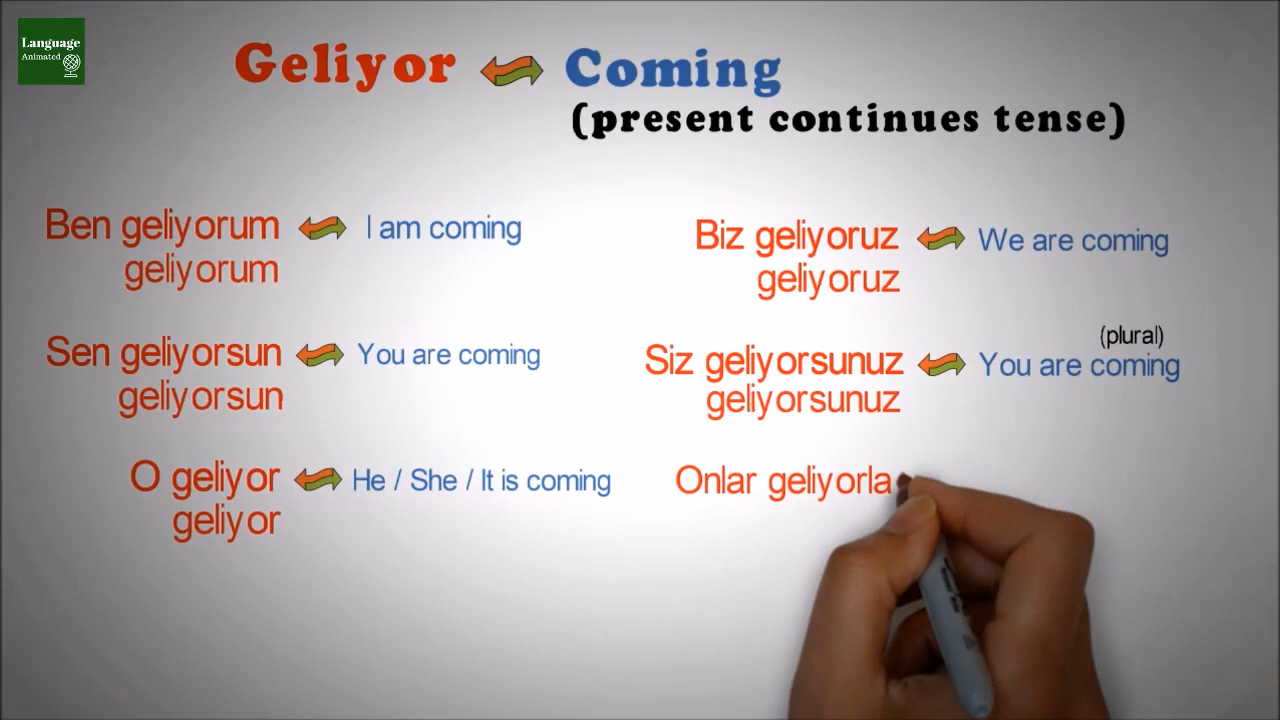 Language
Animated
Geliyor Coming
(present continues tense)
Ben geliyorum I am coming
geliyorum
Sen geliyorsun You are coming
geliyorsun
O geliyor He / She / It is coming
geliyor
Biz geliyoruz We are coming
geliyoruz
(plural)
Siz geliyorsunuz You are coming
geliyorsunuz
Onlar geliyorla